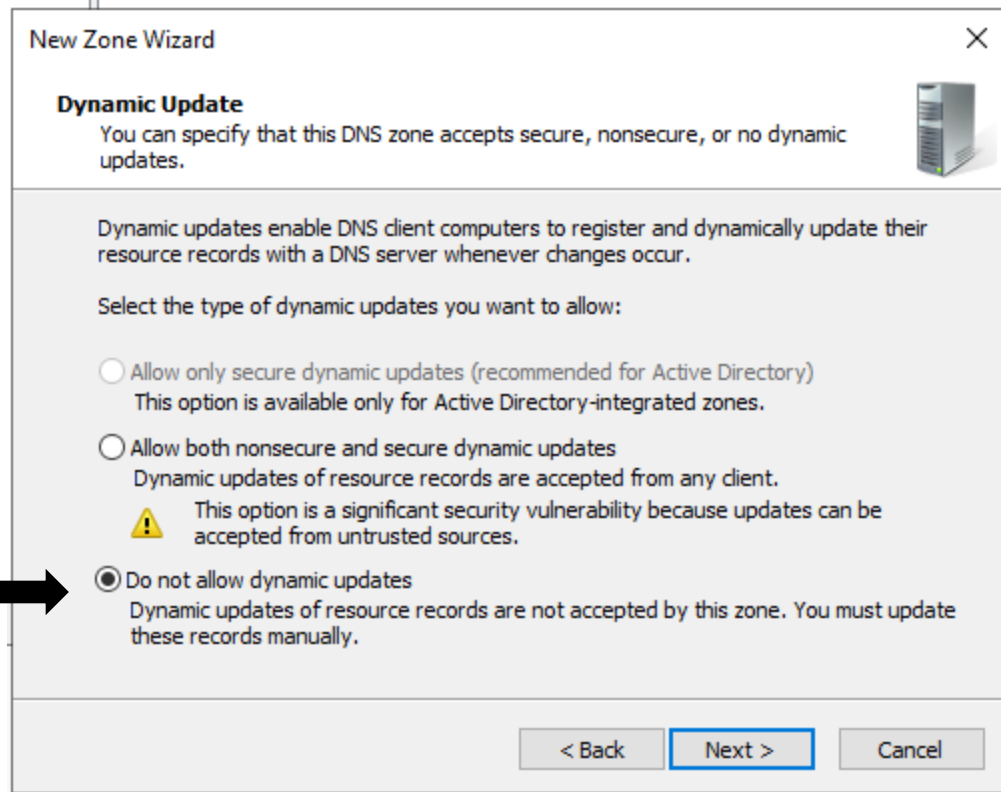 New Zone Wizard
Dynamic Update
You can specify that this DNS zone accepts secure, nonsecure, or no dynamic
updates.
Dynamic updates enable DNS client computers to register and dynamically update their
resource records with a DNS server whenever changes occur.
Select the type of dynamic updates you want to allow:
Allow only secure dynamic updates (recommended for Active Directory)
This option is available only for Active Directory-integrated zones.
Allow both nonsecure and secure dynamic updates
Dynamic updates of resource records are accepted from any client.
This option is a significant security vulnerability because updates can be
accepted from untrusted sources.
Do not allow dynamic updates
Dynamic updates of resource records are not accepted by this zone. You must update
these records manually.
< Back Next > Cancel